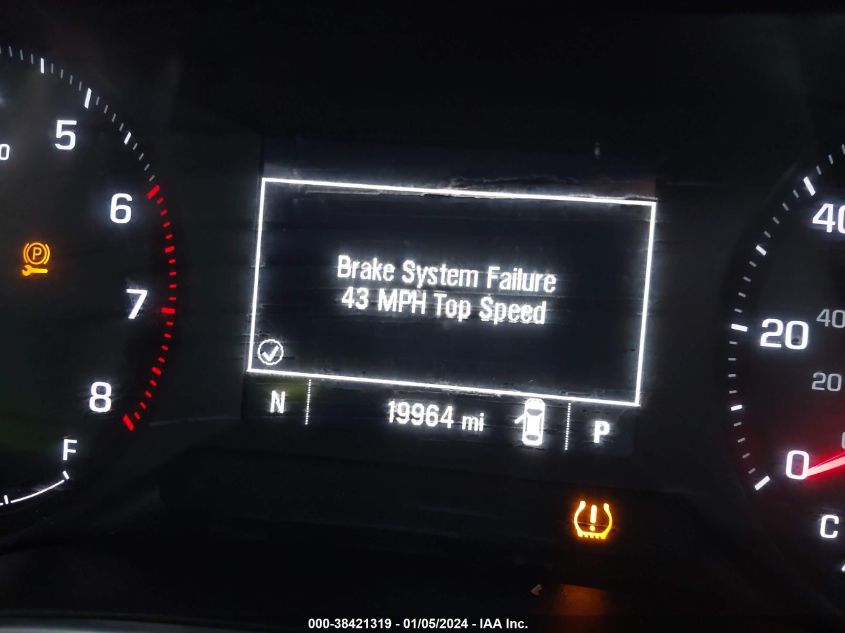 5
6
7
8
F
P
Brake System Failure
43 MPH Top Speed
N
19964 mi
P
40
20
40
20
0
C
000-38421319 - 01/05/2024 - IAA Inc.